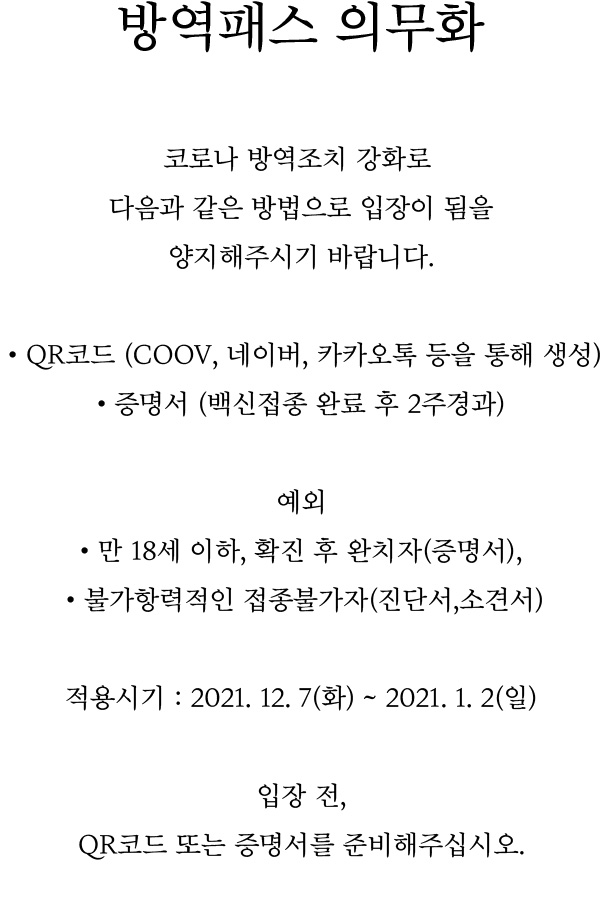 방역패스 의무화
코로나 방역조치 강화로
다음과 같은 방법으로 입장이 됨을
양지해주시기 바랍니다.
• QR코드 (COOV, 네이버, 카카오톡 등을 통해 생성)
• 증명서 (백신접종 완료 후 2주경과)
예외
• 만 18세 이하, 확진 후 완치자(증명서),
• 불가항력적인 접종불가자(진단서,소견서)
적용시기 : 2021. 12. 7(화) ~ 2021. 1. 2(일)
입장 전,
QR코드 또는 증명서를 준비해주십시오.